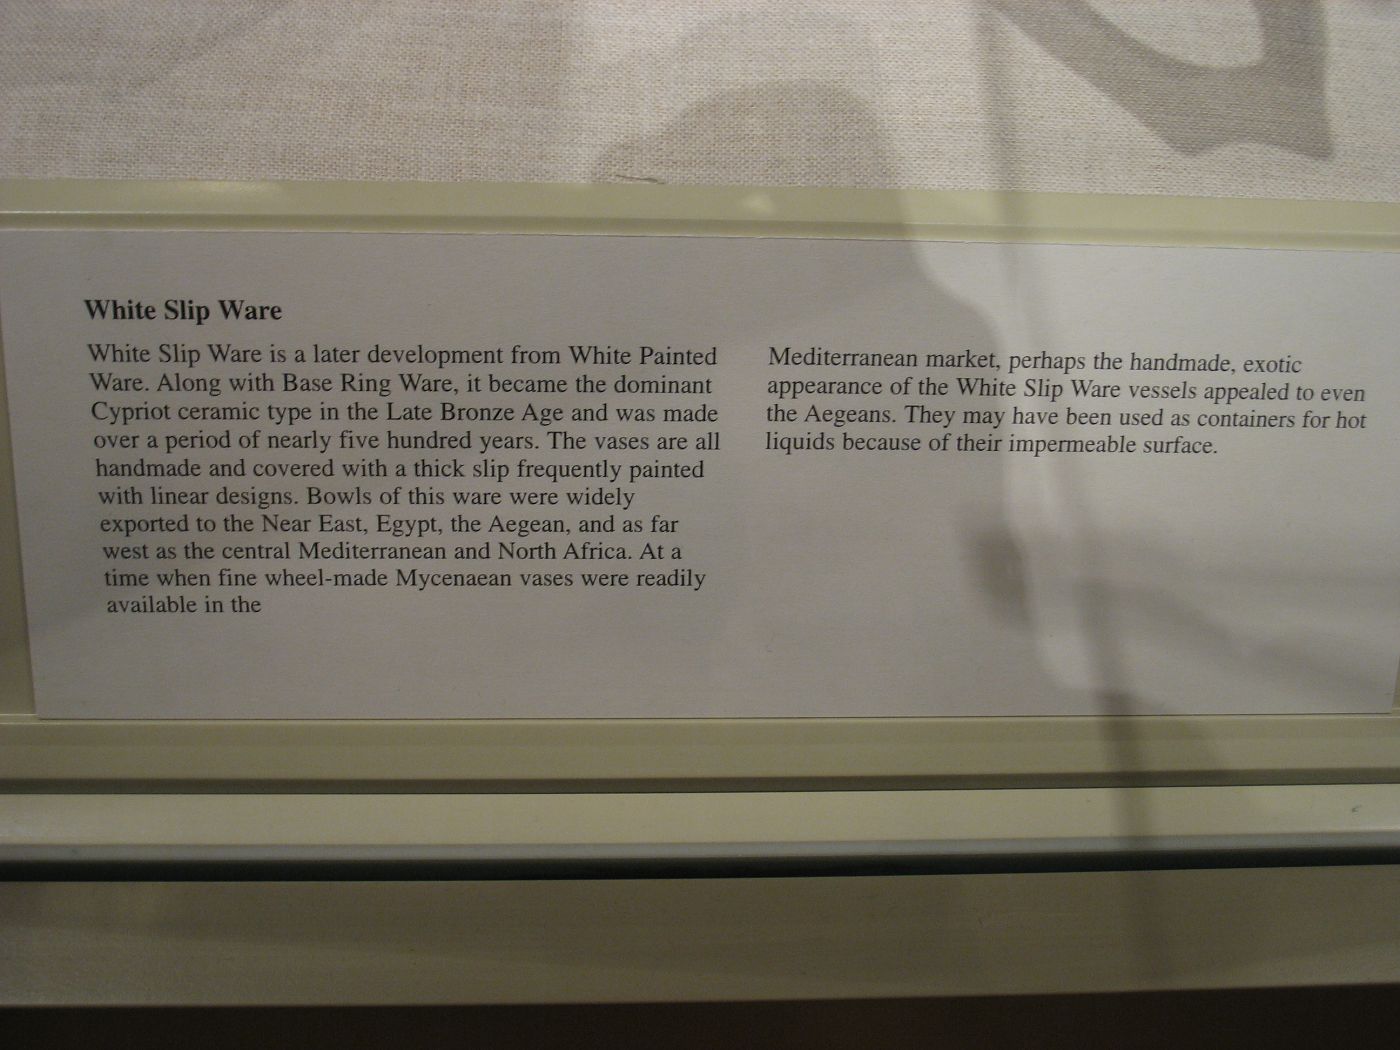 White Slip Ware
White Slip Ware is a later development from White Painted
Ware. Along with Base Ring Ware, it became the dominant
Cypriot ceramic type in the Late Bronze Age and was made
over a period of nearly five hundred years. The vases are all
handmade and covered with a thick slip frequently painted
with linear designs. Bowls of this ware were widely
exported to the Near East, Egypt, the Aegean, and as far
west as the central Mediterranean and North Africa. At a
time when fine wheel-made Mycenaean vases were readily
available in the
Mediterranean market, perhaps the handmade, exotic
appearance of the White Slip Ware vessels appealed to even
the Aegeans. They may have been used as containers for hot
liquids because of their impermeable surface.